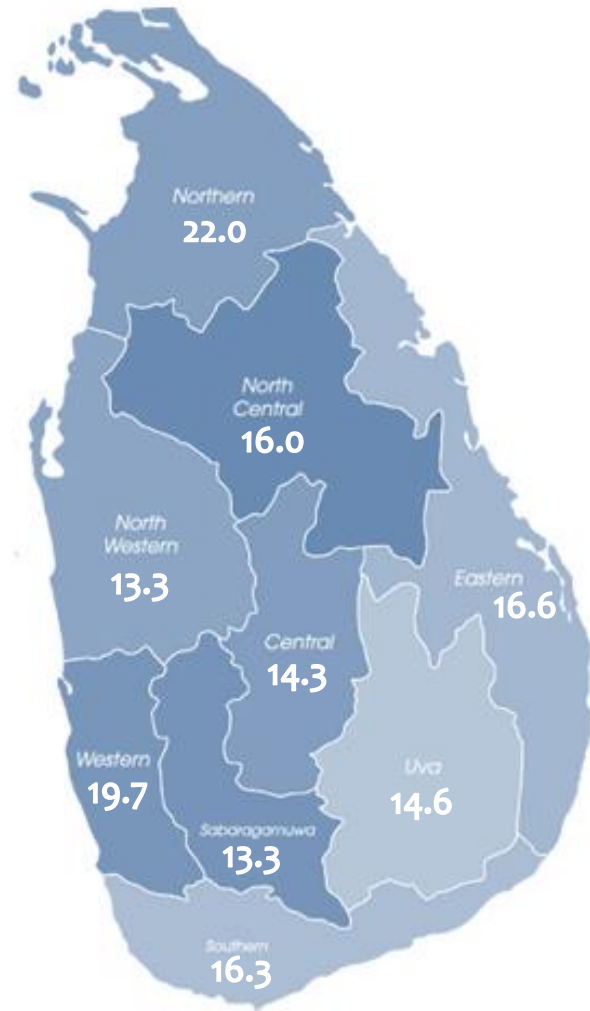 Northern
22.0
North
Central
16.0
North
Western
13.3
Eastern
16.6
Central
14.3
Western
19.7
Uva
14.6
Sabaragamuwa
13.3
Southern
16.3